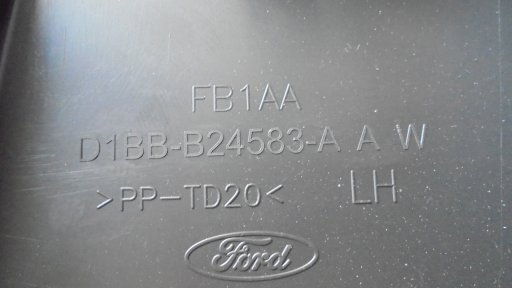 FB1AA
D1BB-B24583-A A W
>PP-TD20< LH
Ford